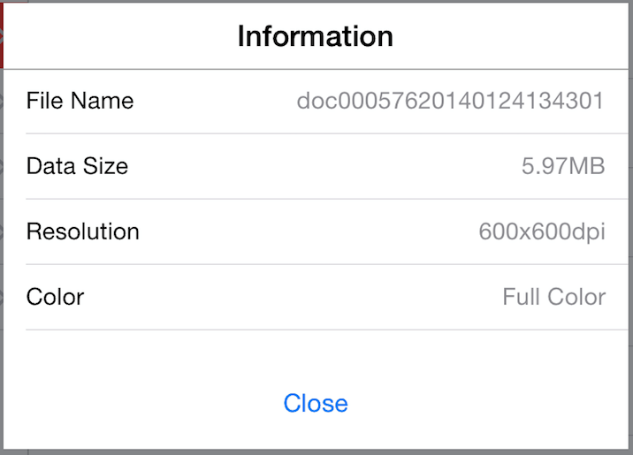 Information
File Name doc00057620140124134301
Data Size 5.97MB
Resolution 600x600dpi
Color Full Color
Close